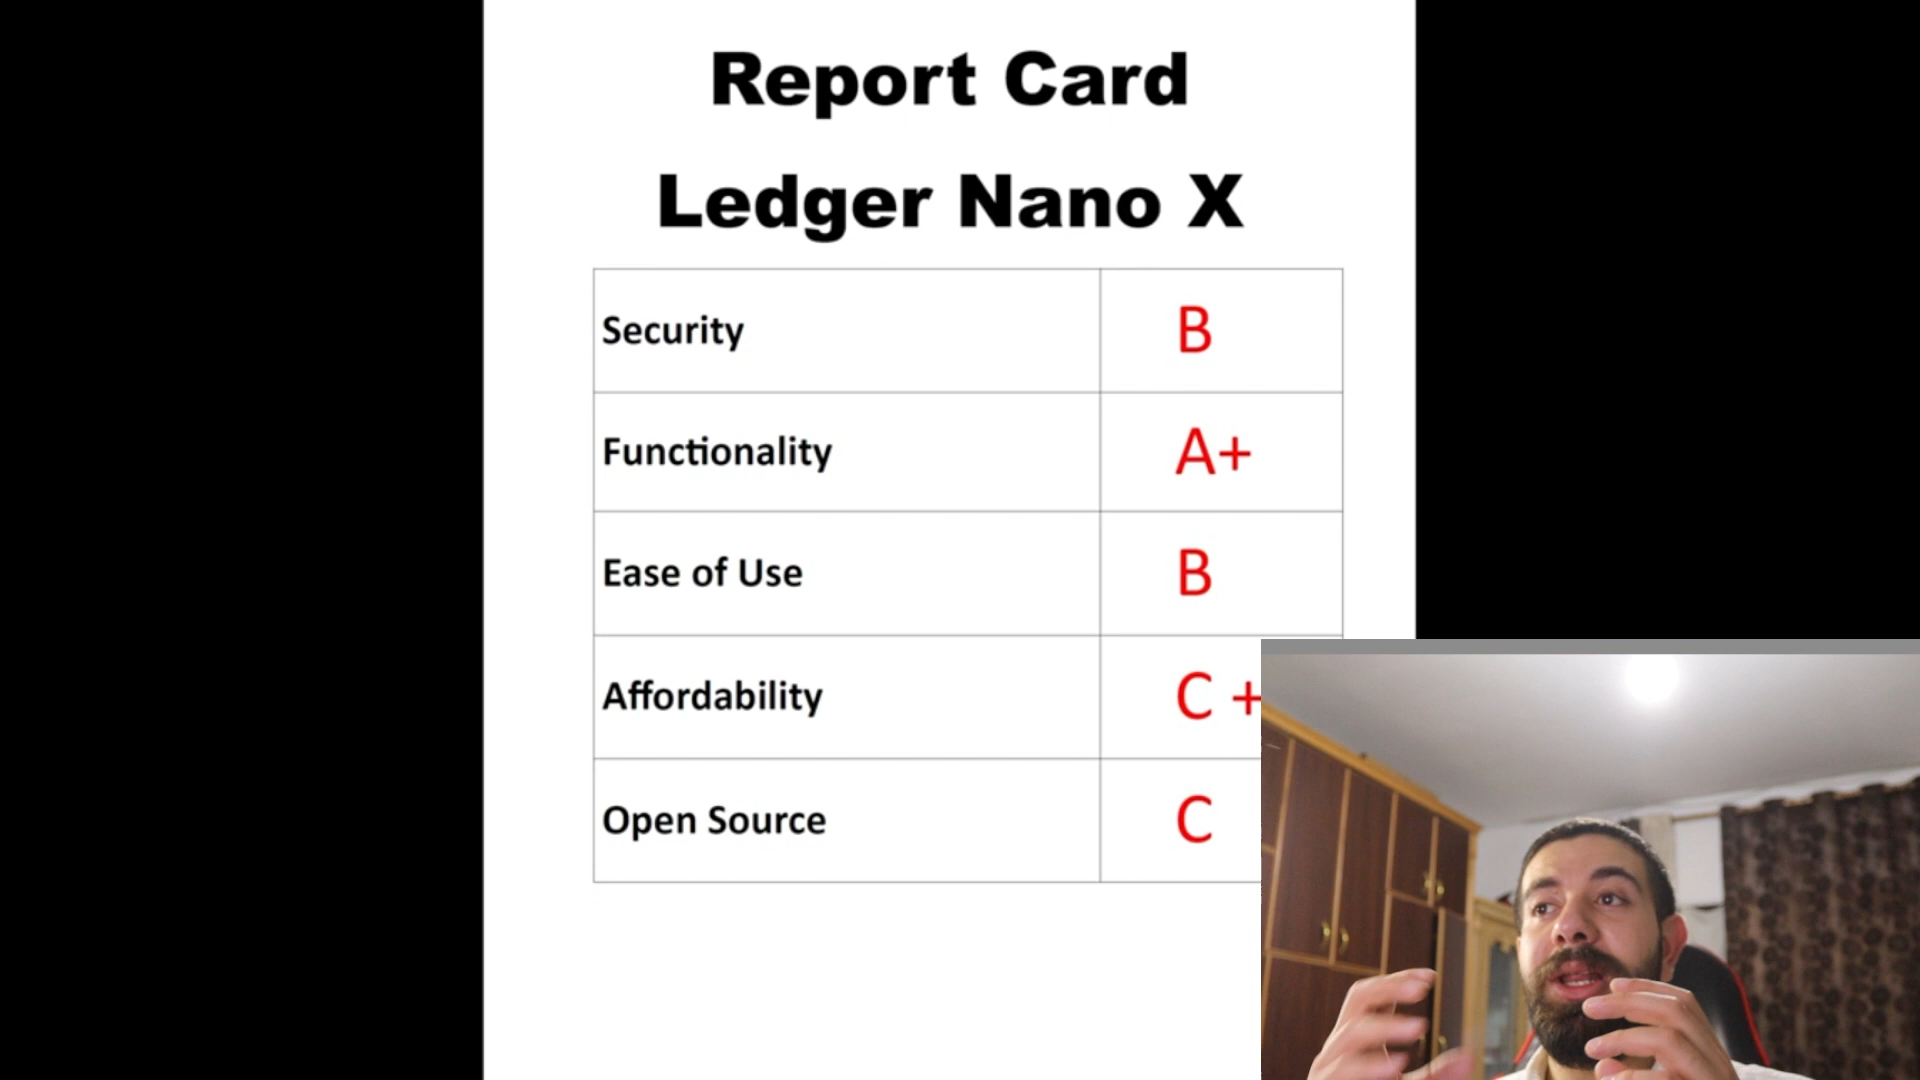 Report Card
Ledger Nano X
Security B
Functionality A+
Ease of Use B
Affordability C +
Open Source C